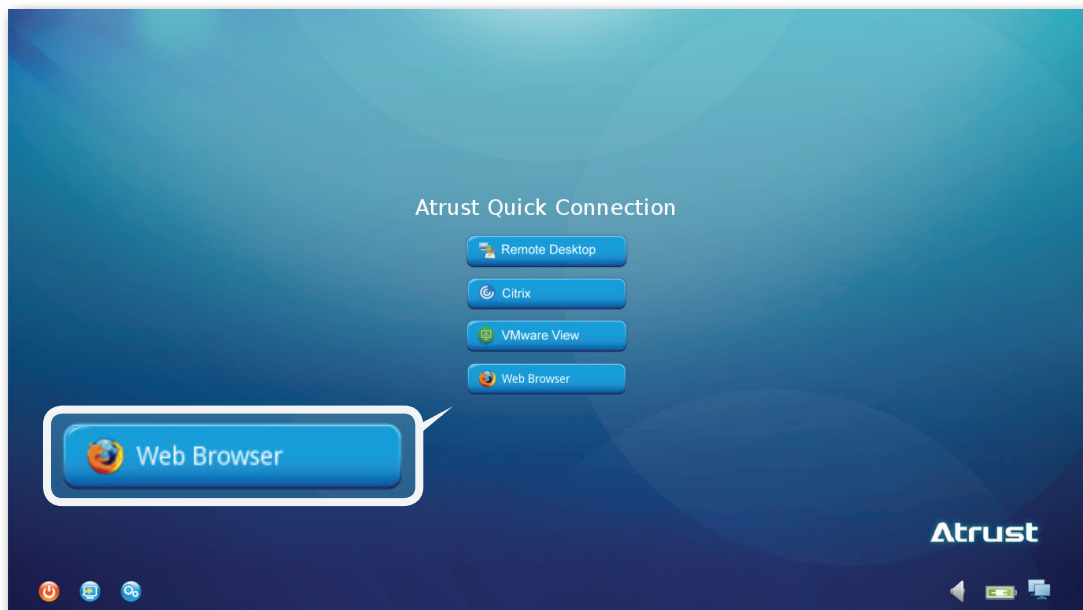 Atrust Quick Connection
Remote Desktop
Citrix
VMware View
Web Browser
Web Browser
Atrust